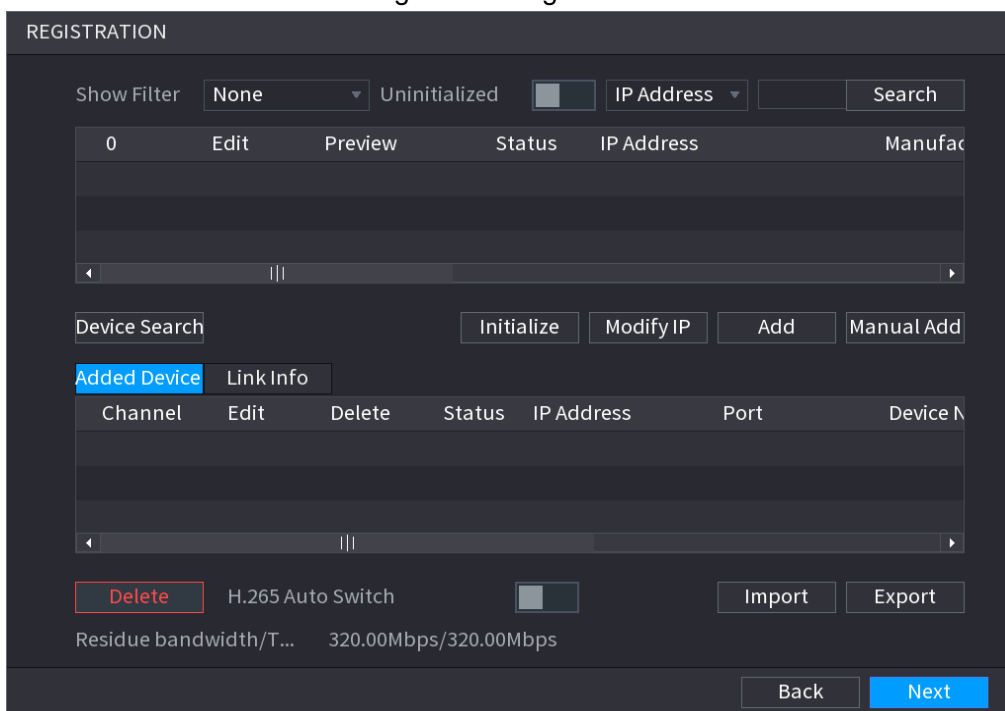 REGISTRATION
Show Filter None Uninitialized IP Address Search
0 Edit Preview Status IP Address Manufac
Device Search Initialize Modify IP Add Manual Add
Added Device Link Info
Channel Edit Delete Status IP Address Port Device N
Delete H.265 Auto Switch Import Export
Residue bandwidth/T... 320.00Mbps/320.00Mbps
Back Next